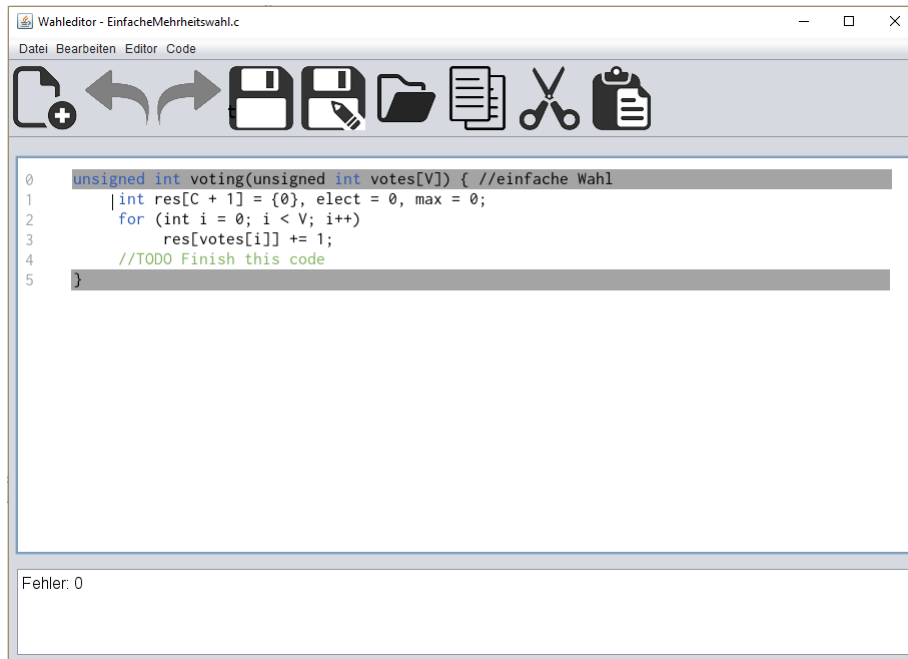 Wahleditor - EinfacheMehrheitswahl.c
Datei Bearbeiten Editor Code
0 unsigned int voting(unsigned int votes[V]) { //einfache Wahl
1 int res[C + 1] = {0}, elect = 0, max = 0;
2 for (int i = 0; i < V; i++)
3 res[votes[i]] += 1;
4 //TODO Finish this code
5 }
Fehler: 0